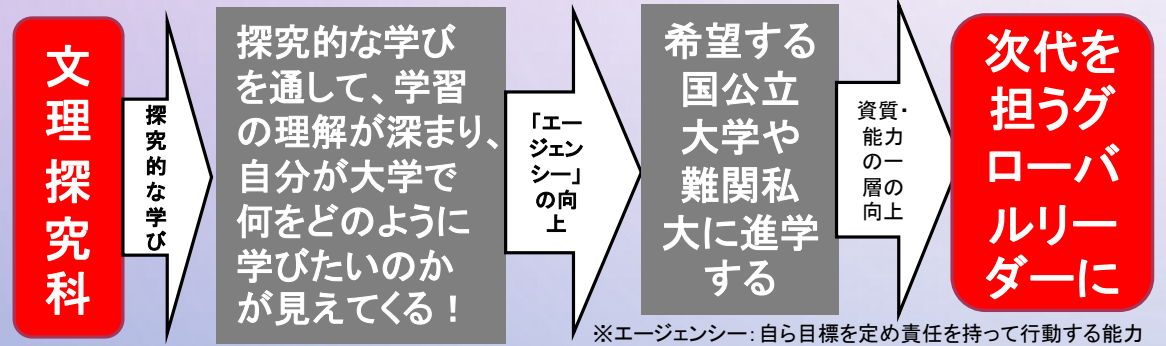 文
理
探
究
科
探
究
的
な
学
び
探究的な学び
を通して、学習
の理解が深まり、
自分が大学で
何をどのように
学びたいのか
が見えてくる！
「エー
ジェン
シー」
の向
上
希望する
国公立
大学や
難関私
大に進学
する
資質・
能力
の一
層の
向上
次代を
担うグ
ローバ
ルリー
ダーに
※エージェンシー：自ら目標を定め責任を持って行動する能力